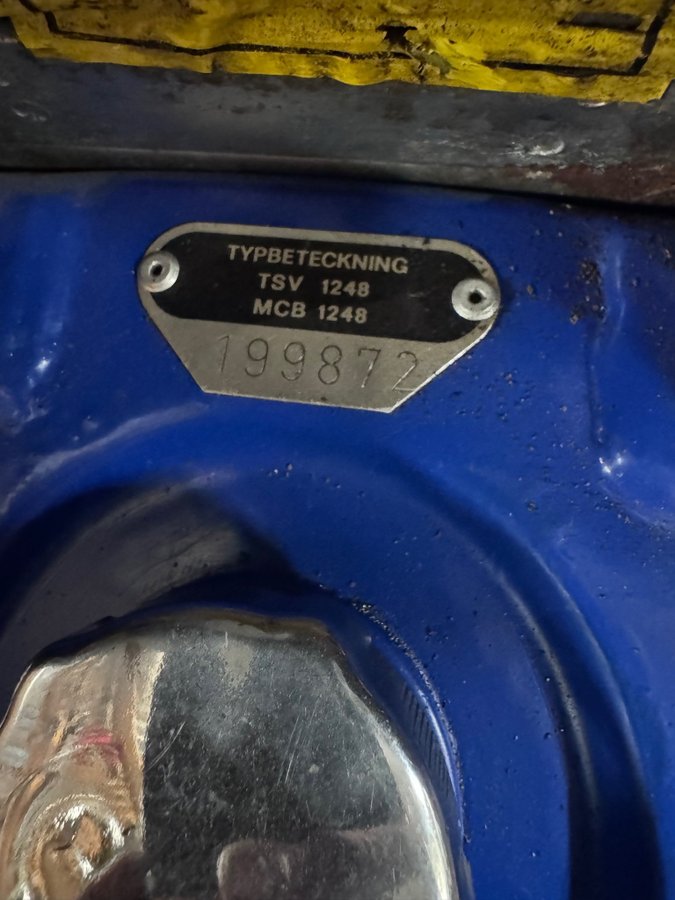 TYPBETECKNING
TSV 1248
MCB 1248
199872